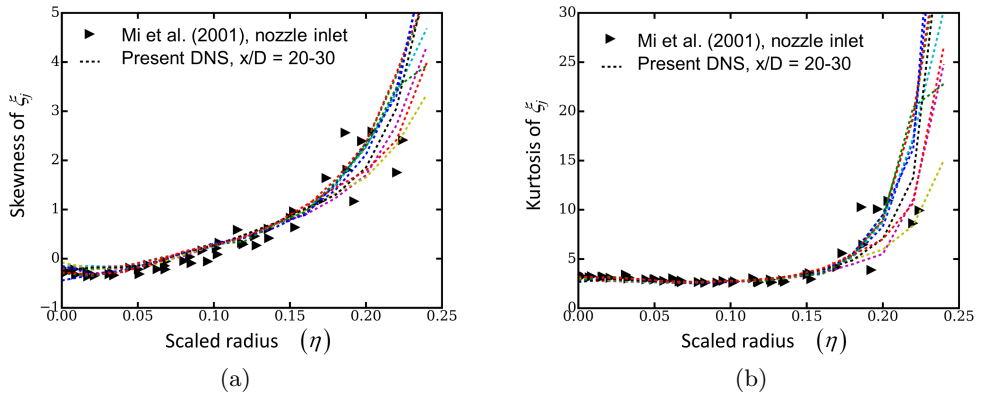 5
4
3
2
1
0
−1
0.00 0.05 0.10 0.15 0.20 0.25
Skewness of ξj
Mi et al. (2001), nozzle inlet
Present DNS, x/D = 20-30
Scaled radius (η)
(a)
30
25
20
15
10
5
0
0.00 0.05 0.10 0.15 0.20 0.25
Kurtosis of ξj
Mi et al. (2001), nozzle inlet
Present DNS, x/D = 20-30
Scaled radius (η)
(b)